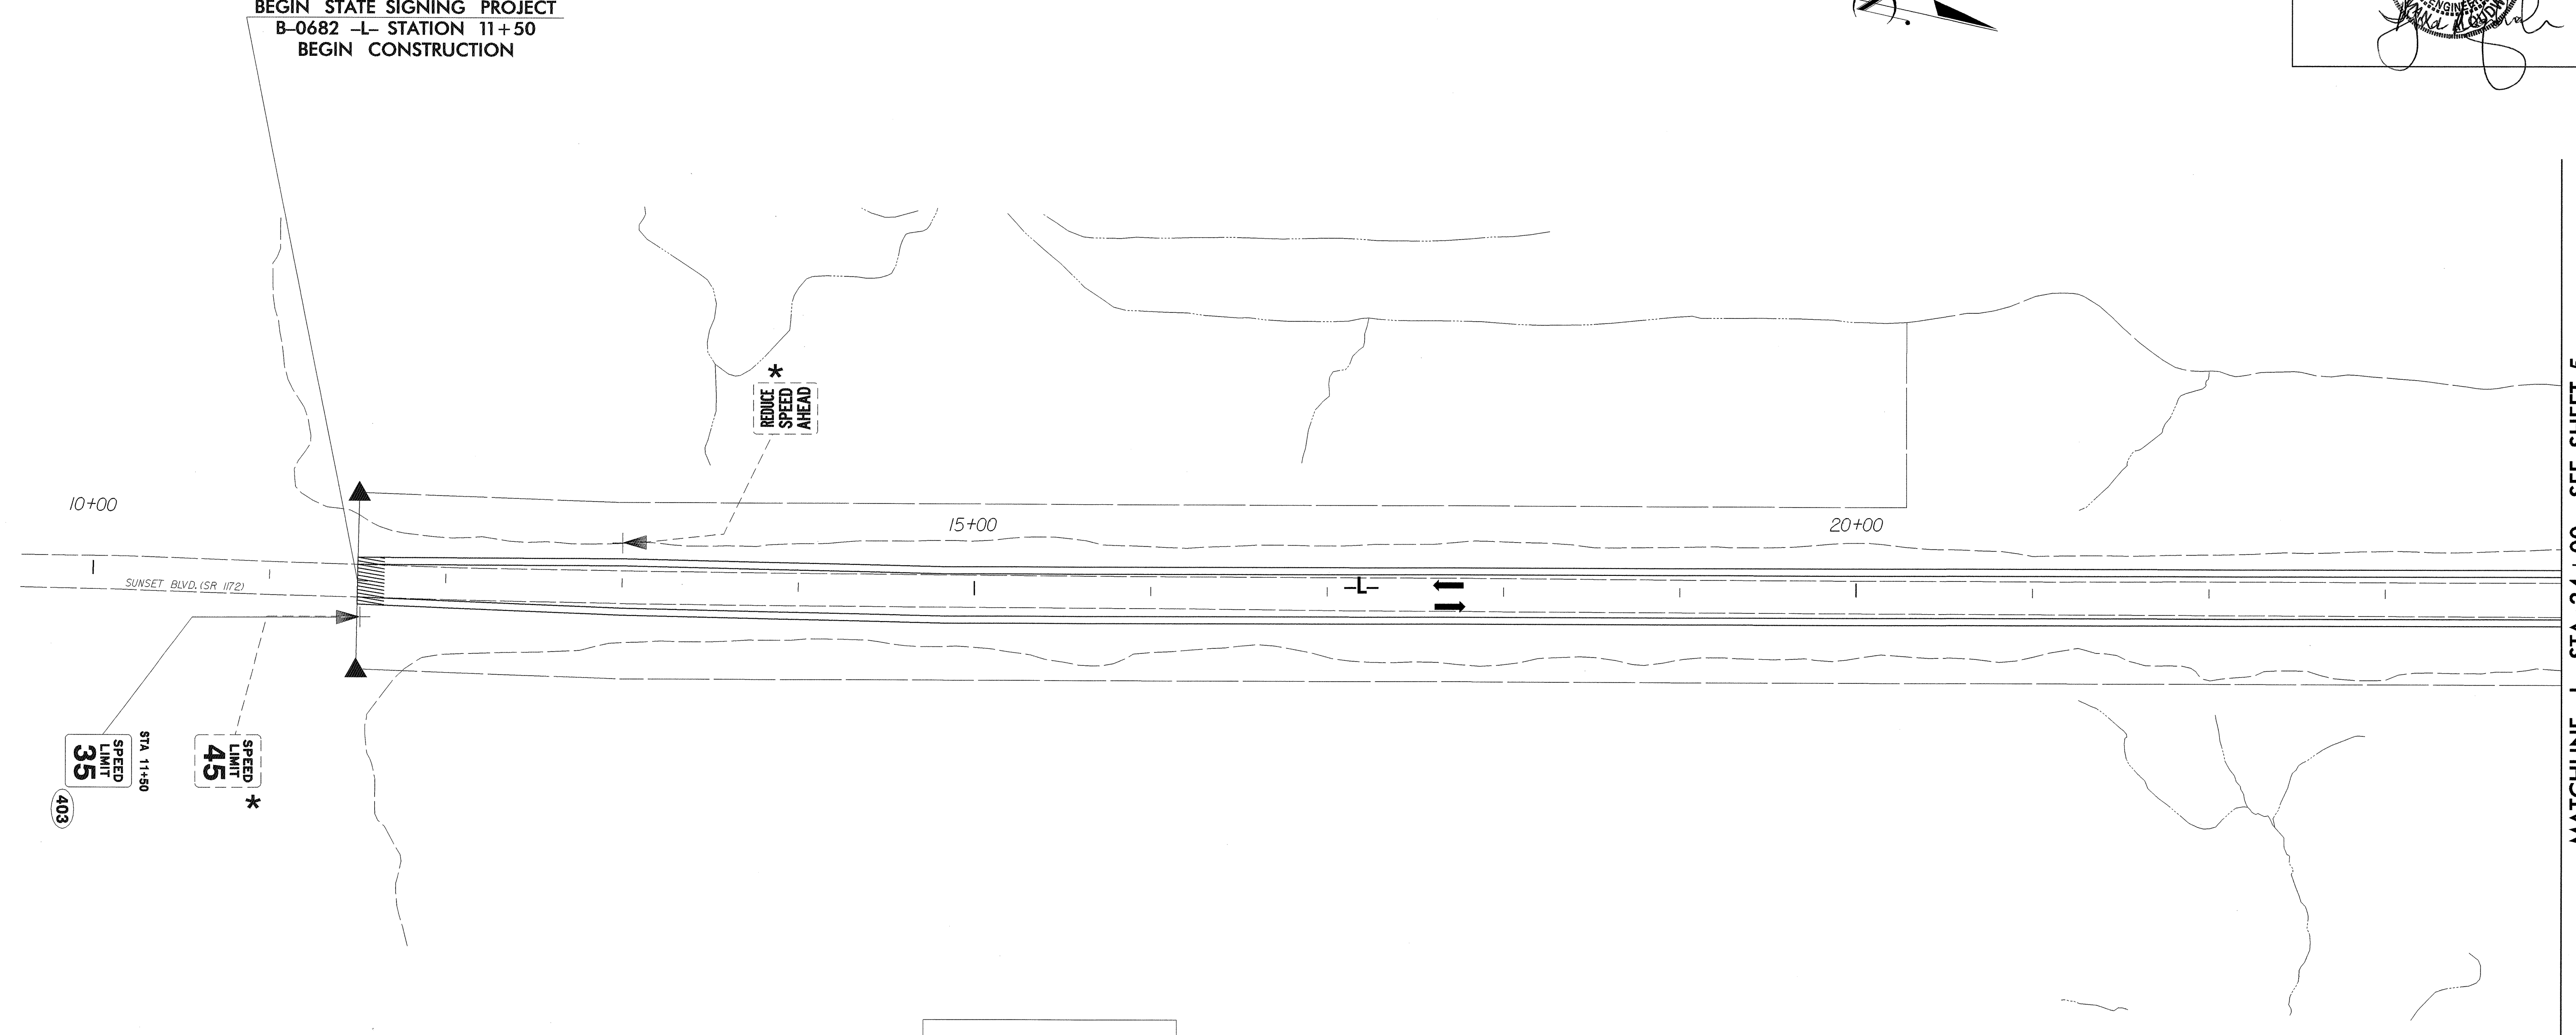 BEGIN STATE SIGNING PROJECT
B-0682 -L- STATION 11+50
BEGIN CONSTRUCTION
ENGINEER
*
REDUCE
SPEED
AHEAD
10+00
15+00
20+00
SUNSET BLVD. (SR 1172)
-L-
STA 11+50
SPEED
LIMIT
35
403
SPEED
LIMIT
45
*